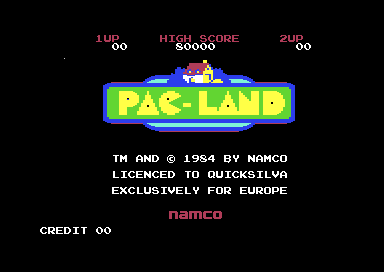 1UP HIGH SCORE 2UP
00 80000 00
PAC-LAND
TM AND © 1984 BY NAMCO
LICENCED TO QUICKSILVA
EXCLUSIVELY FOR EUROPE
namco
CREDIT 00